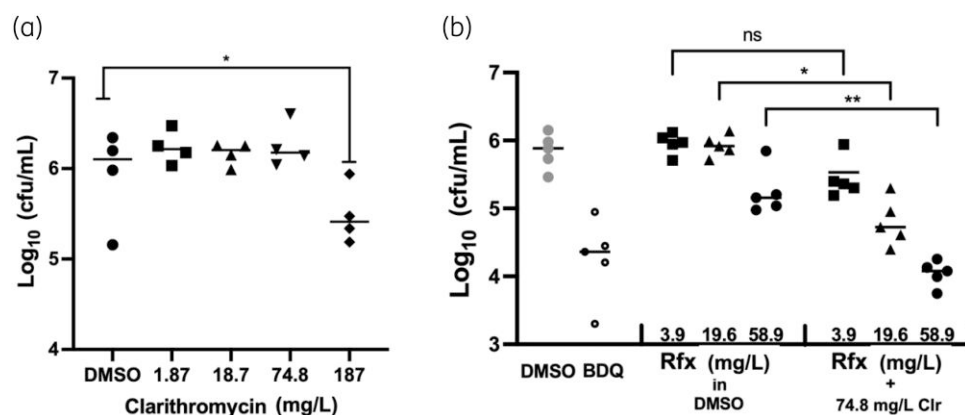 (a)
*
7
6
5
4
Log10 (cfu/mL)
DMSO 1.87 18.7 74.8 187
Clarithromycin (mg/L)
(b)
ns
*
**
7
6
5
4
3
Log10 (cfu/mL)
3.9 19.6 58.9 3.9 19.6 58.9
DMSO BDQ Rfx (mg/L) Rfx (mg/L)
in +
DMSO 74.8 mg/L Clr